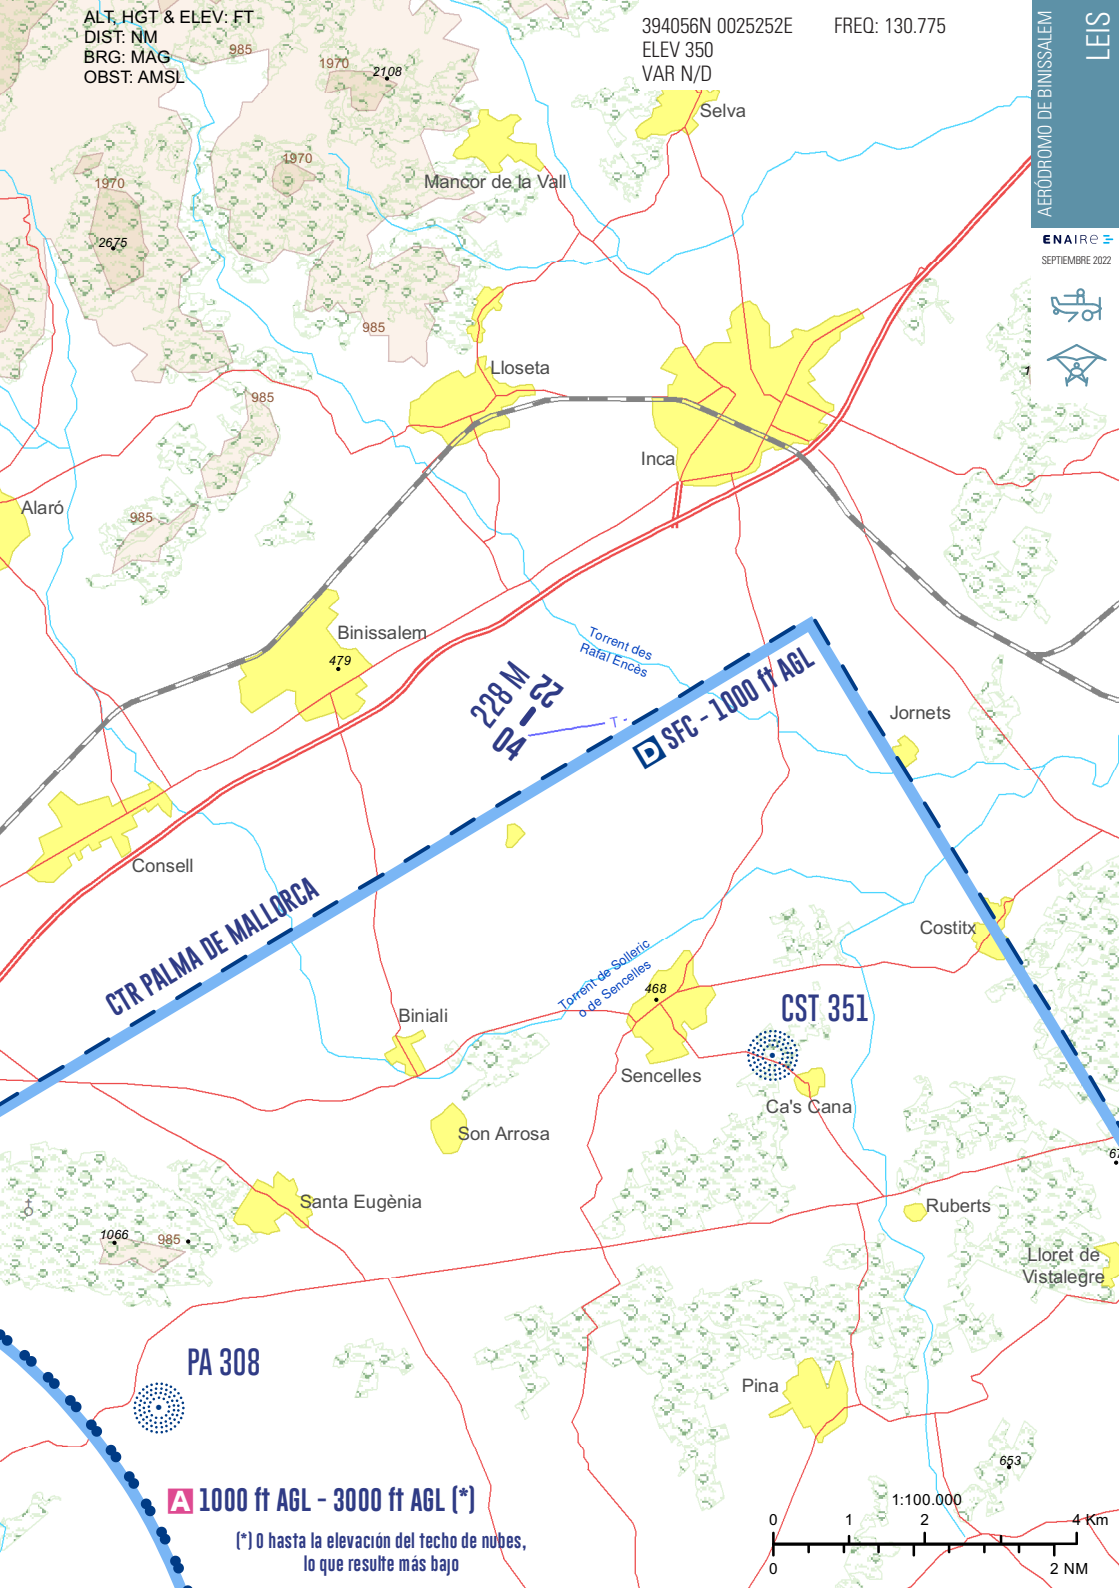 ALT, HGT & ELEV: FT
DIST: NM
BRG: MAG
OBST: AMSL
394056N 0025252E
ELEV 350
VAR N/D
FREQ: 130.775
AERÓDROMO DE BINISSALEM
LEIS
ENAIRe
SEPTIEMBRE 2022
985
1970
2108
Selva
1970
1970
Mancor de la Vall
2675
985
Lloseta
985
Inca
Alaró
985
Binissalem
479
Torrent des
Rafal Encès
228 M
22
04
T -
D SFC - 1000 ft AGL
Jornets
Consell
CTR PALMA DE MALLORCA
Costitx
Torrent de Solleric
o de Sencelles
468
CST 351
Biniali
Sencelles
Ca's Cana
Son Arrosa
Santa Eugènia
Ruberts
1066
985
Lloret de
Vistalegre
PA 308
Pina
653
A 1000 ft AGL - 3000 ft AGL (*)
(*) O hasta la elevación del techo de nubes,
lo que resulte más bajo
1:100.000
0 1 2 4 Km
0 2 NM